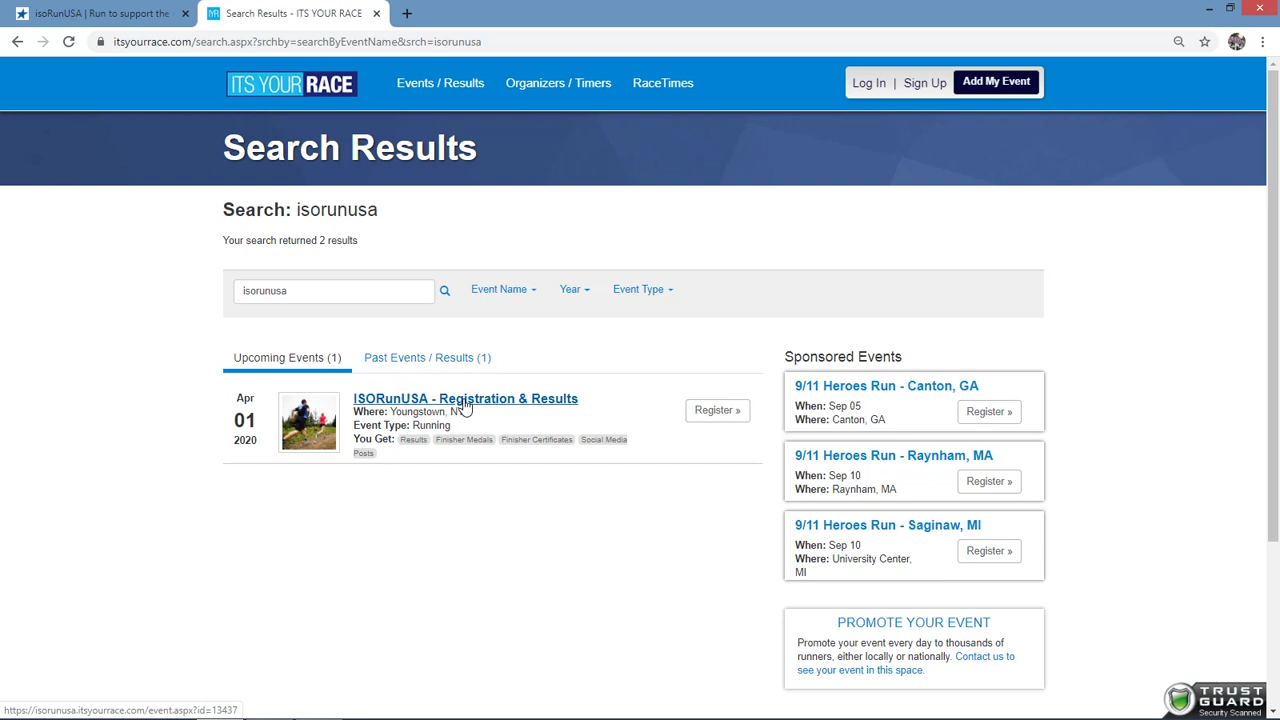 isoRunUSA | Run to support the
Search Results - ITS YOUR RACE
itsyourrace.com/search.aspx?srchby=searchByEventName&srch=isorunusa
ITS YOUR RACE
Events / Results
Organizers / Timers
RaceTimes
Log In | Sign Up
Add My Event
Search Results
Search: isorunusa
Your search returned 2 results
isorunusa
Event Name
Year
Event Type
Upcoming Events (1)
Past Events / Results (1)
Apr
01
2020
ISORunUSA - Registration & Results
Where: Youngstown, NY
Event Type: Running
You Get: Results Finisher Medals Finisher Certificates Social Media
Posts
Register »
Sponsored Events
9/11 Heroes Run - Canton, GA
When: Sep 05
Where: Canton, GA
Register »
9/11 Heroes Run - Raynham, MA
When: Sep 10
Where: Raynham, MA
Register »
9/11 Heroes Run - Saginaw, MI
When: Sep 10
Where: University Center,
MI
Register »
PROMOTE YOUR EVENT
Promote your event every day to thousands of
runners, either locally or nationally. Contact us to
see your event in this space.
https://isorunusa.itsyourrace.com/event.aspx?id=13437
TRUST
GUARD
Security Scanned